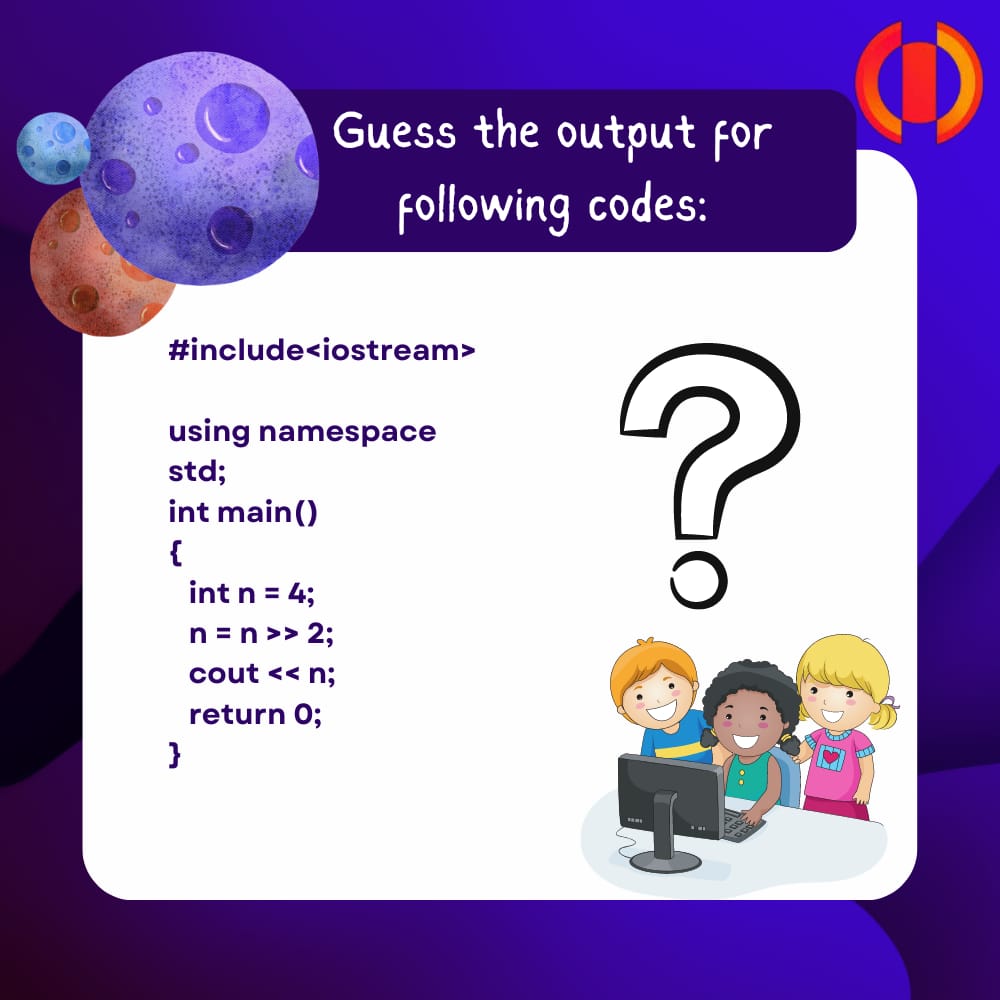 Guess the output for
following codes:
#include<iostream>
using namespace
std;
int main()
{
int n = 4;
n = n >> 2;
cout << n;
return 0;
}